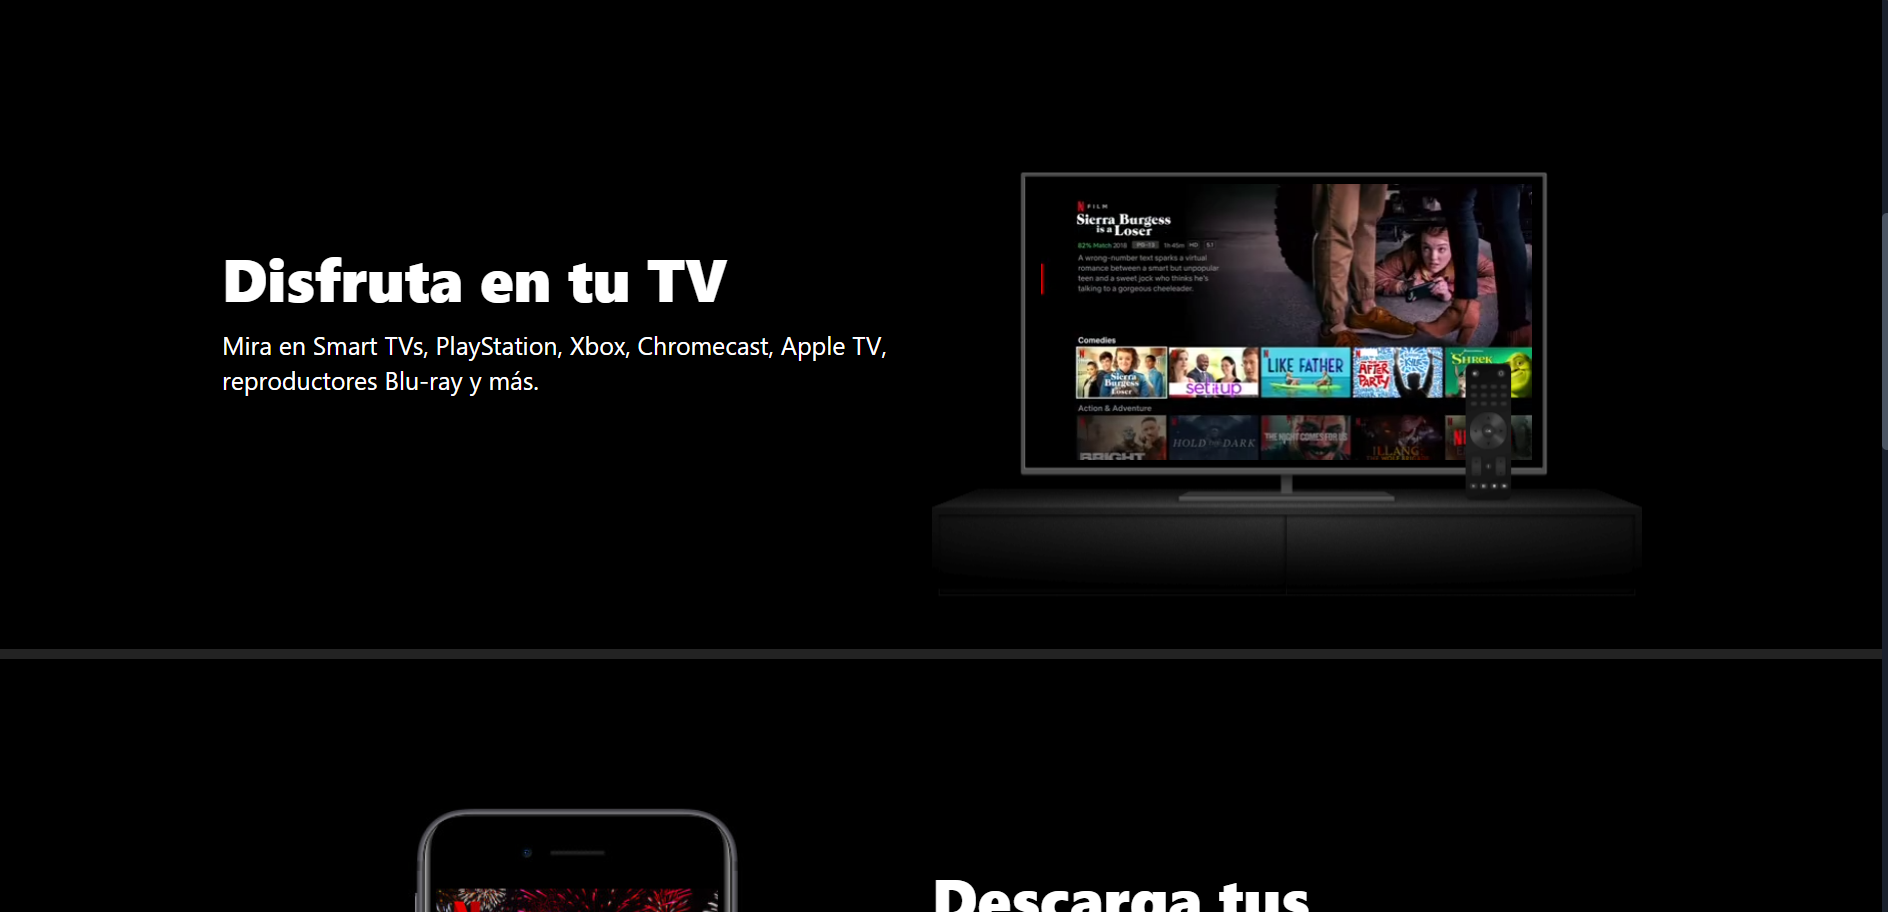 Disfruta en tu TV
Mira en Smart TVs, PlayStation, Xbox, Chromecast, Apple TV,
reproductores Blu-ray y más.
N FILM
Sierra Burgess
is a Loser
82% Match 2018 PG-13 1h 45m HD 5.1
A wrong-number text sparks a virtual
romance between a smart but unpopular
teen and a sweet jock who thinks he's
talking to a gorgeous cheeleader.
Comedies
Sierra Burgess is a Loser
set it up
LIKE FATHER
THE AFTER PARTY
SHREK
Action & Adventure
BRIGHT
HOLD THE DARK
THE NIGHT COMES FOR US
ILLANG
Descarga tus